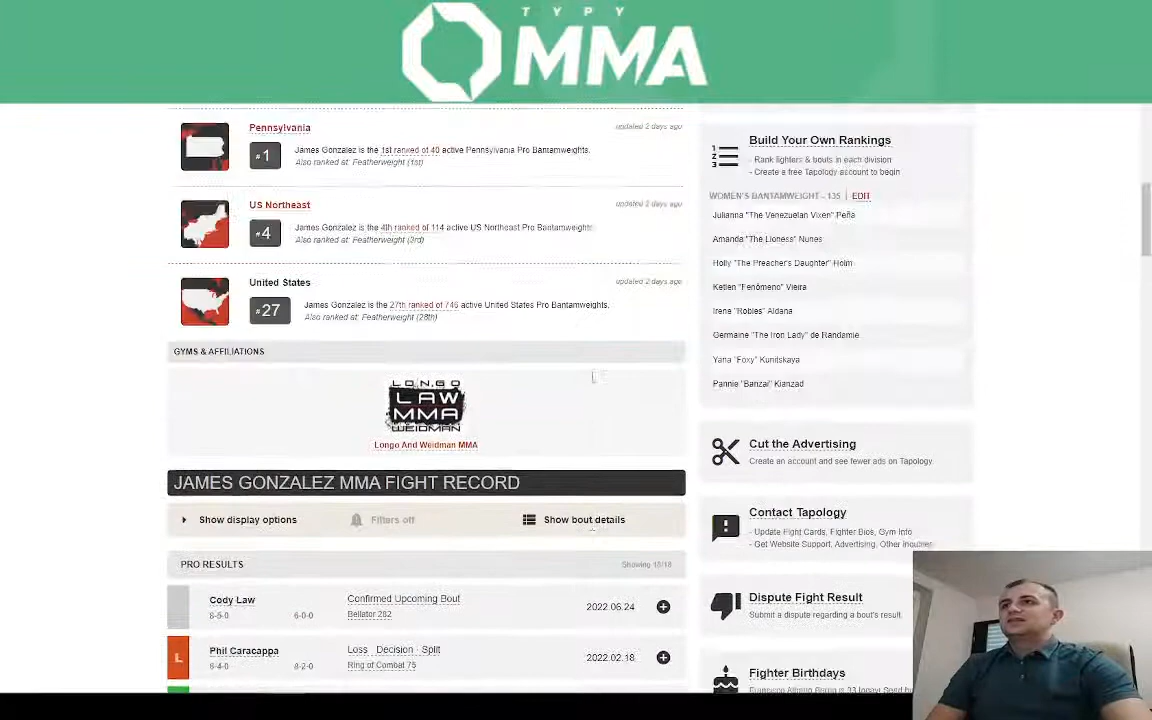 TYPY
MMA
Pennsylvania
updated 2 days ago
#1
James Gonzalez is the 1st ranked of 40 active Pennsylvania Pro Bantamweights.
Also ranked at: Featherweight (1st)
US Northeast
updated 2 days ago
#4
James Gonzalez is the 4th ranked of 114 active US Northeast Pro Bantamweights.
Also ranked at: Featherweight (3rd)
United States
updated 2 days ago
#27
James Gonzalez is the 27th ranked of 746 active United States Pro Bantamweights.
Also ranked at: Featherweight (28th)
GYMS & AFFILIATIONS
LONGO
LAW
MMA
WEIDMAN
Longo And Weidman MMA
JAMES GONZALEZ MMA FIGHT RECORD
Show display options
Filters off
Show bout details
PRO RESULTS
Showing 18/18
Cody Law
Confirmed Upcoming Bout
2022.06.24
8-5-0
6-0-0
Bellator 282
L
Phil Caracappa
Loss · Decision · Split
2022.02.18
8-4-0
8-2-0
Ring of Combat 75
Build Your Own Rankings
- Rank fighters & bouts in each division
- Create a free Tapology account to begin
WOMEN'S BANTAMWEIGHT - 135 | EDIT
Julianna "The Venezuelan Vixen" Peña
Amanda "The Lioness" Nunes
Holly "The Preacher's Daughter" Holm
Ketlen "Fenômeno" Vieira
Irene "Robles" Aldana
Germaine "The Iron Lady" de Randamie
Yana "Foxy" Kunitskaya
Pannie "Banzai" Kianzad
Cut the Advertising
Create an account and see fewer ads on Tapology.
Contact Tapology
- Update Fight Cards, Fighter Bios, Gym Info
- Get Website Support, Advertising, Other Inquiries
Dispute Fight Result
Submit a dispute regarding a bout's result.
Fighter Birthdays